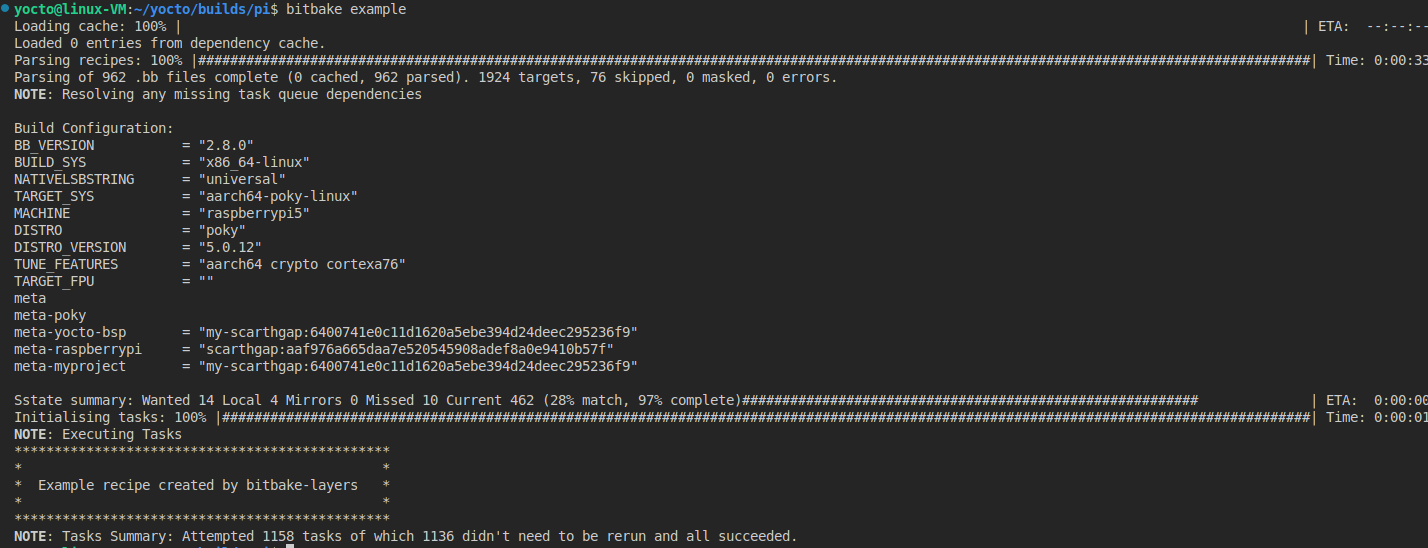 yocto@linux-VM:~/yocto/builds/pi$ bitbake example
Loading cache: 100% | | ETA:  --:--:--
Loaded 0 entries from dependency cache.
Parsing recipes: 100% |###########################################################################################################################################| Time: 0:00:33
Parsing of 962 .bb files complete (0 cached, 962 parsed). 1924 targets, 76 skipped, 0 masked, 0 errors.
NOTE: Resolving any missing task queue dependencies
Build Configuration:
BB_VERSION           = "2.8.0"
BUILD_SYS            = "x86_64-linux"
NATIVELSBSTRING      = "universal"
TARGET_SYS           = "aarch64-poky-linux"
MACHINE              = "raspberrypi5"
DISTRO               = "poky"
DISTRO_VERSION       = "5.0.12"
TUNE_FEATURES        = "aarch64 crypto cortexa76"
TARGET_FPU           = ""
meta
meta-poky
meta-yocto-bsp       = "my-scarthgap:6400741e0c11d1620a5ebe394d24deec295236f9"
meta-raspberrypi     = "scarthgap:aaf976a665daa7e520545908adef8a0e9410b57f"
meta-myproject       = "my-scarthgap:6400741e0c11d1620a5ebe394d24deec295236f9"
Sstate summary: Wanted 14 Local 4 Mirrors 0 Missed 10 Current 462 (28% match, 97% complete)######################################################### | ETA:  0:00:00
Initialising tasks: 100% |########################################################################################################################################| Time: 0:00:01
NOTE: Executing Tasks
***********************************************
*                                             *
*  Example recipe created by bitbake-layers   *
*                                             *
***********************************************
NOTE: Tasks Summary: Attempted 1158 tasks of which 1136 didn't need to be rerun and all succeeded.